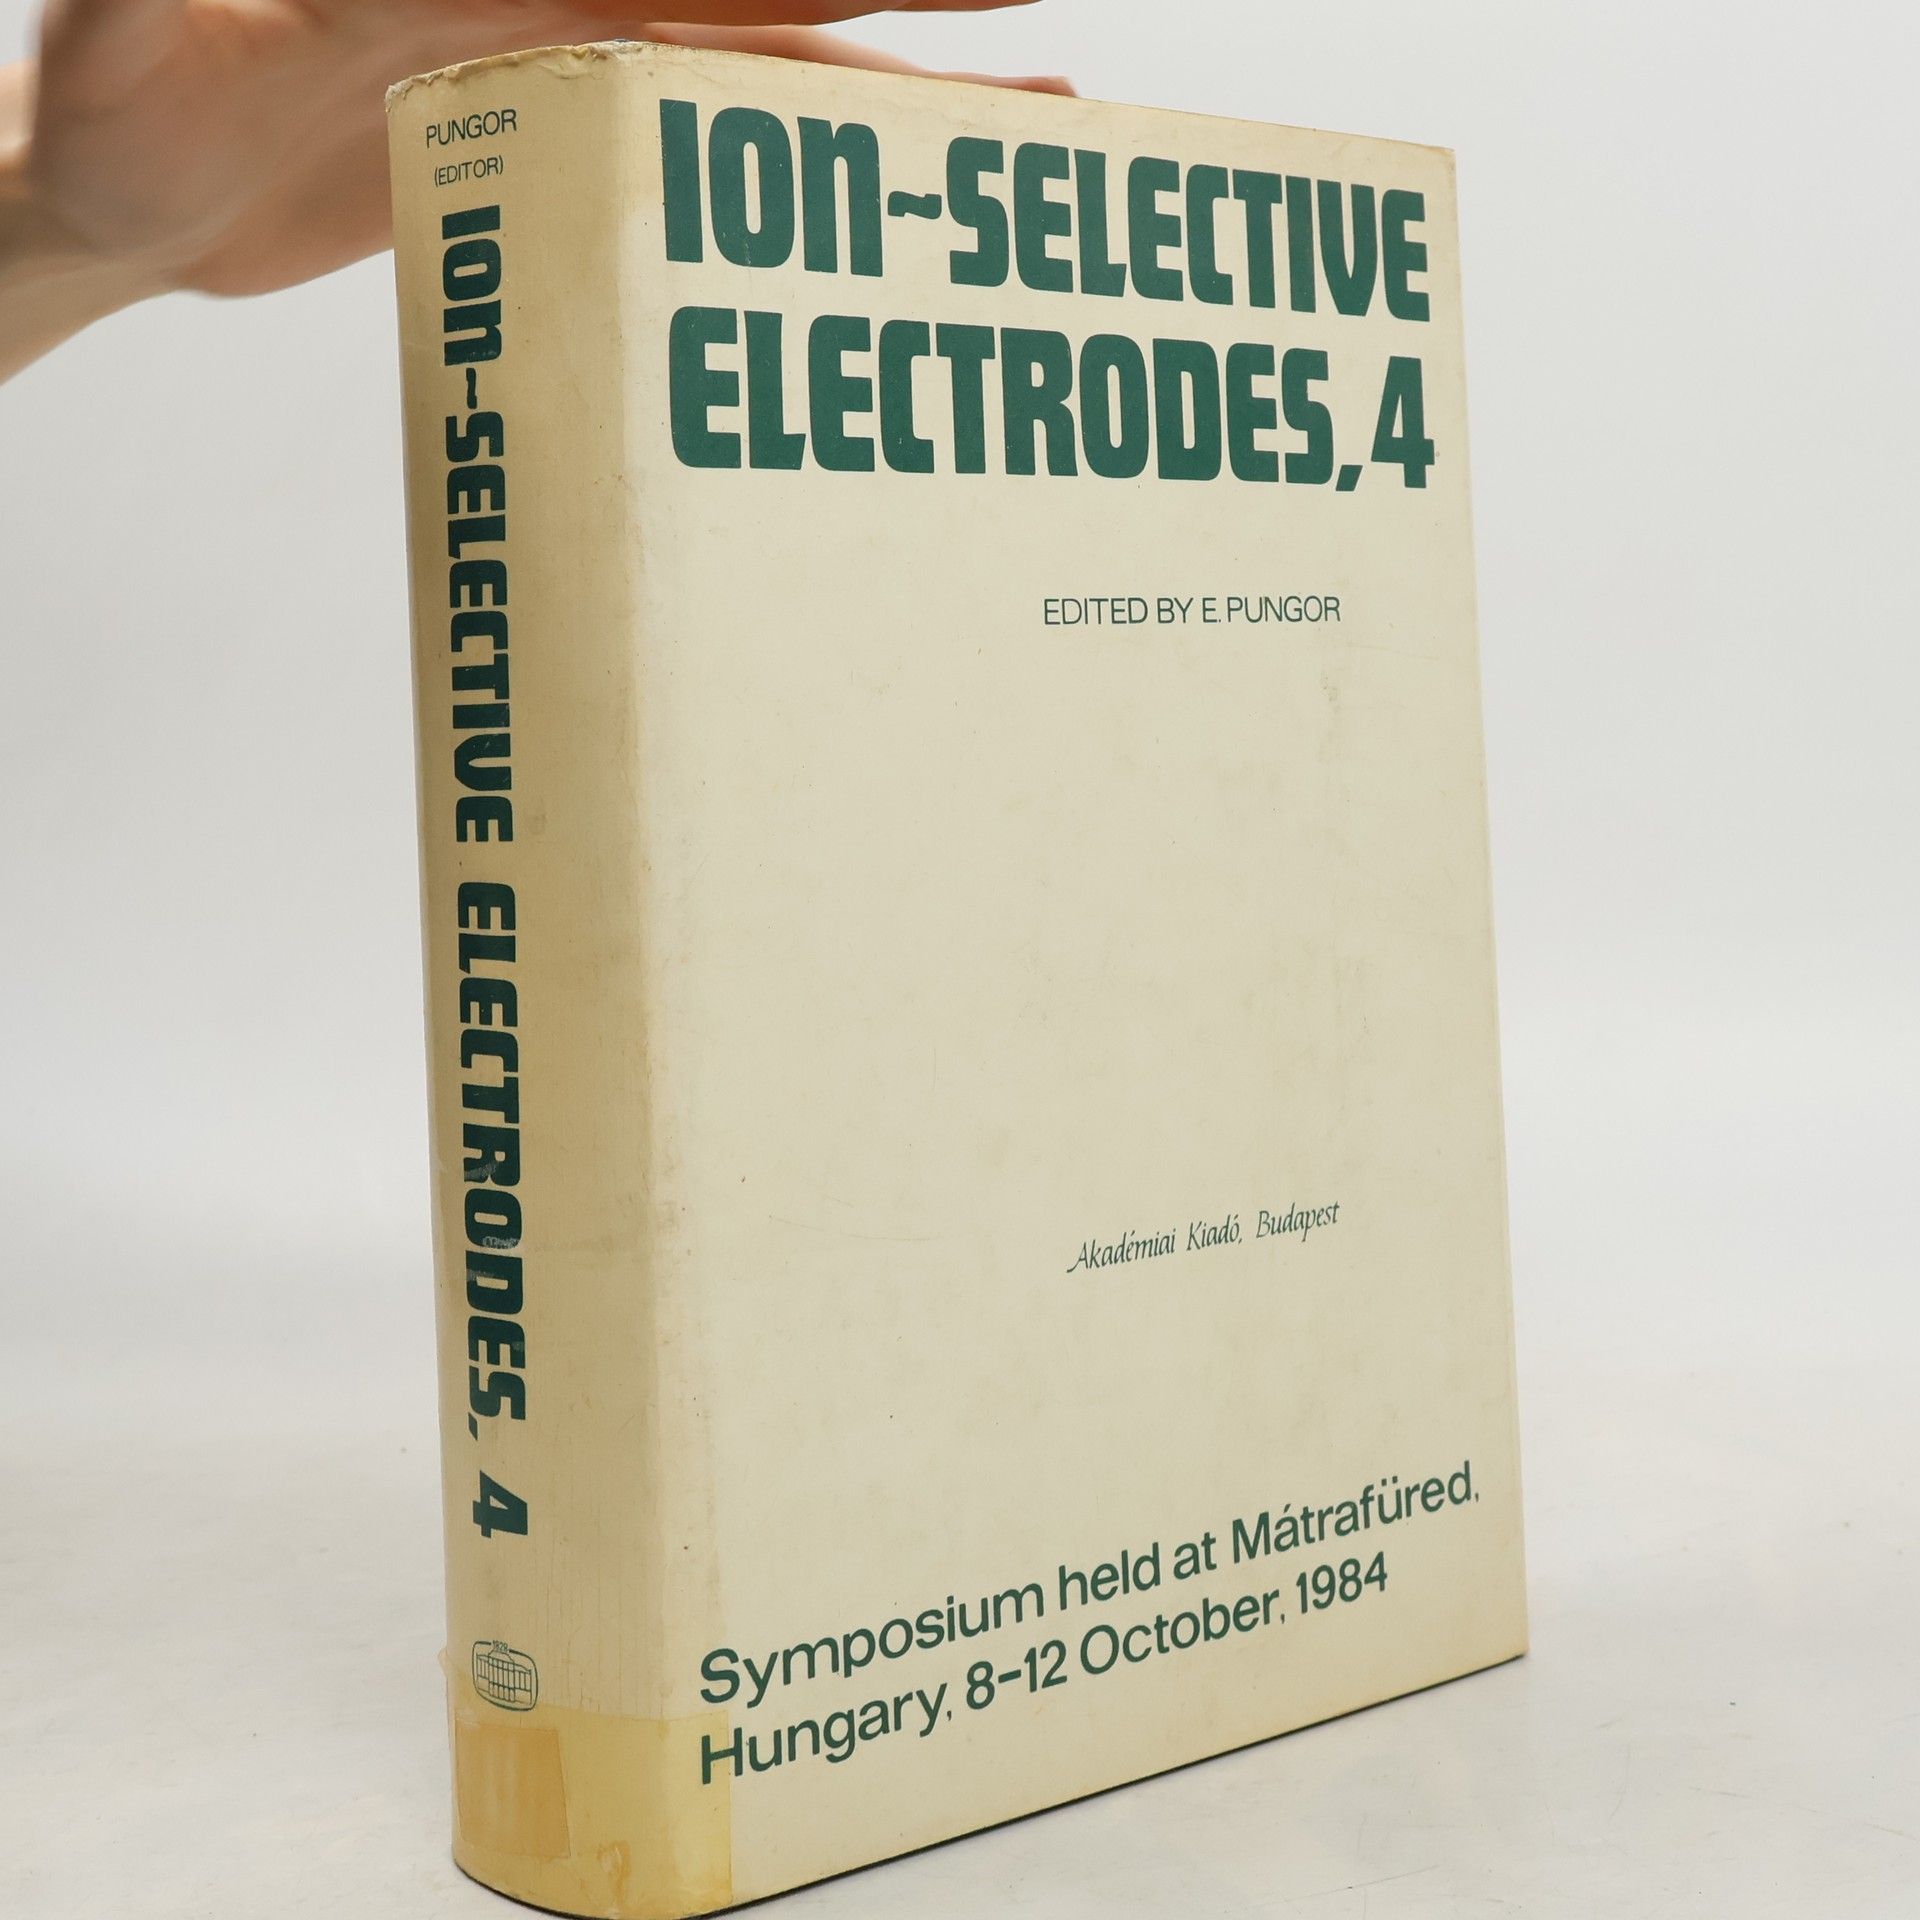 PUNGOR
(EDITOR)
ION-SELECTIVE ELECTRODES, 4
1828
ION-SELECTIVE
ELECTRODES, 4
EDITED BY E. PUNGOR
Akadémiai Kiadó, Budapest
Symposium held at Mátrafüred,
Hungary, 8-12 October, 1984